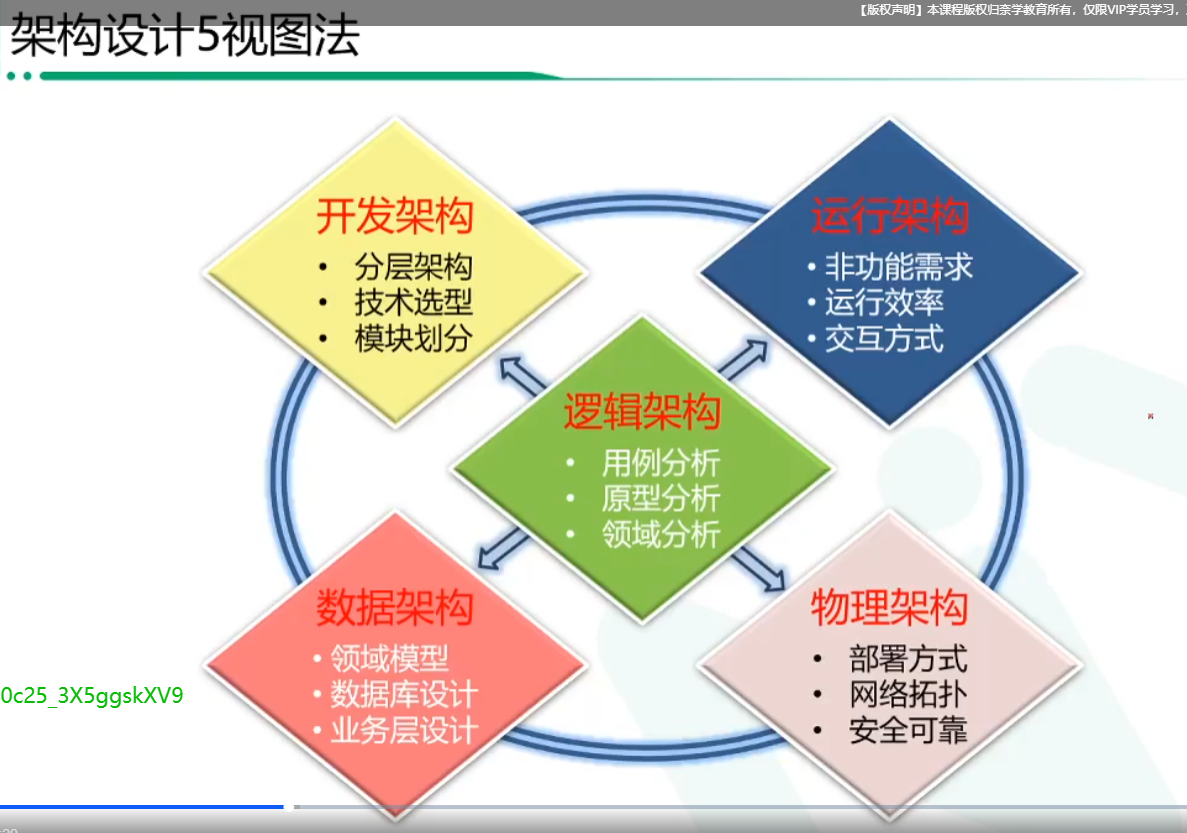 【版权声明】本课程版权归奈学教育所有，仅限VIP学员学习，
架构设计5视图法
开发架构
• 分层架构
• 技术选型
• 模块划分
运行架构
• 非功能需求
• 运行效率
• 交互方式
逻辑架构
• 用例分析
• 原型分析
• 领域分析
数据架构
• 领域模型
• 数据库设计
• 业务层设计
物理架构
• 部署方式
• 网络拓扑
• 安全可靠
0c25_3X5ggskXV9